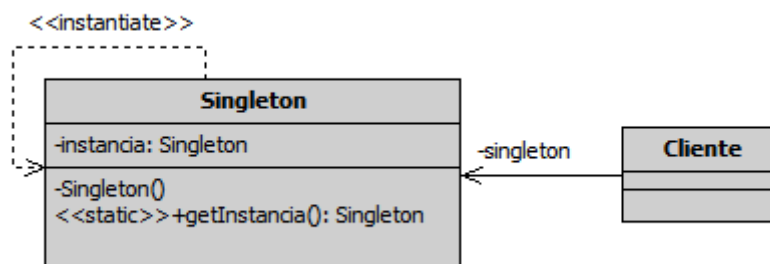 <<instantiate>>
Singleton
-instancia: Singleton
-Singleton()
<<static>>+getInstancia(): Singleton
-singleton
Cliente